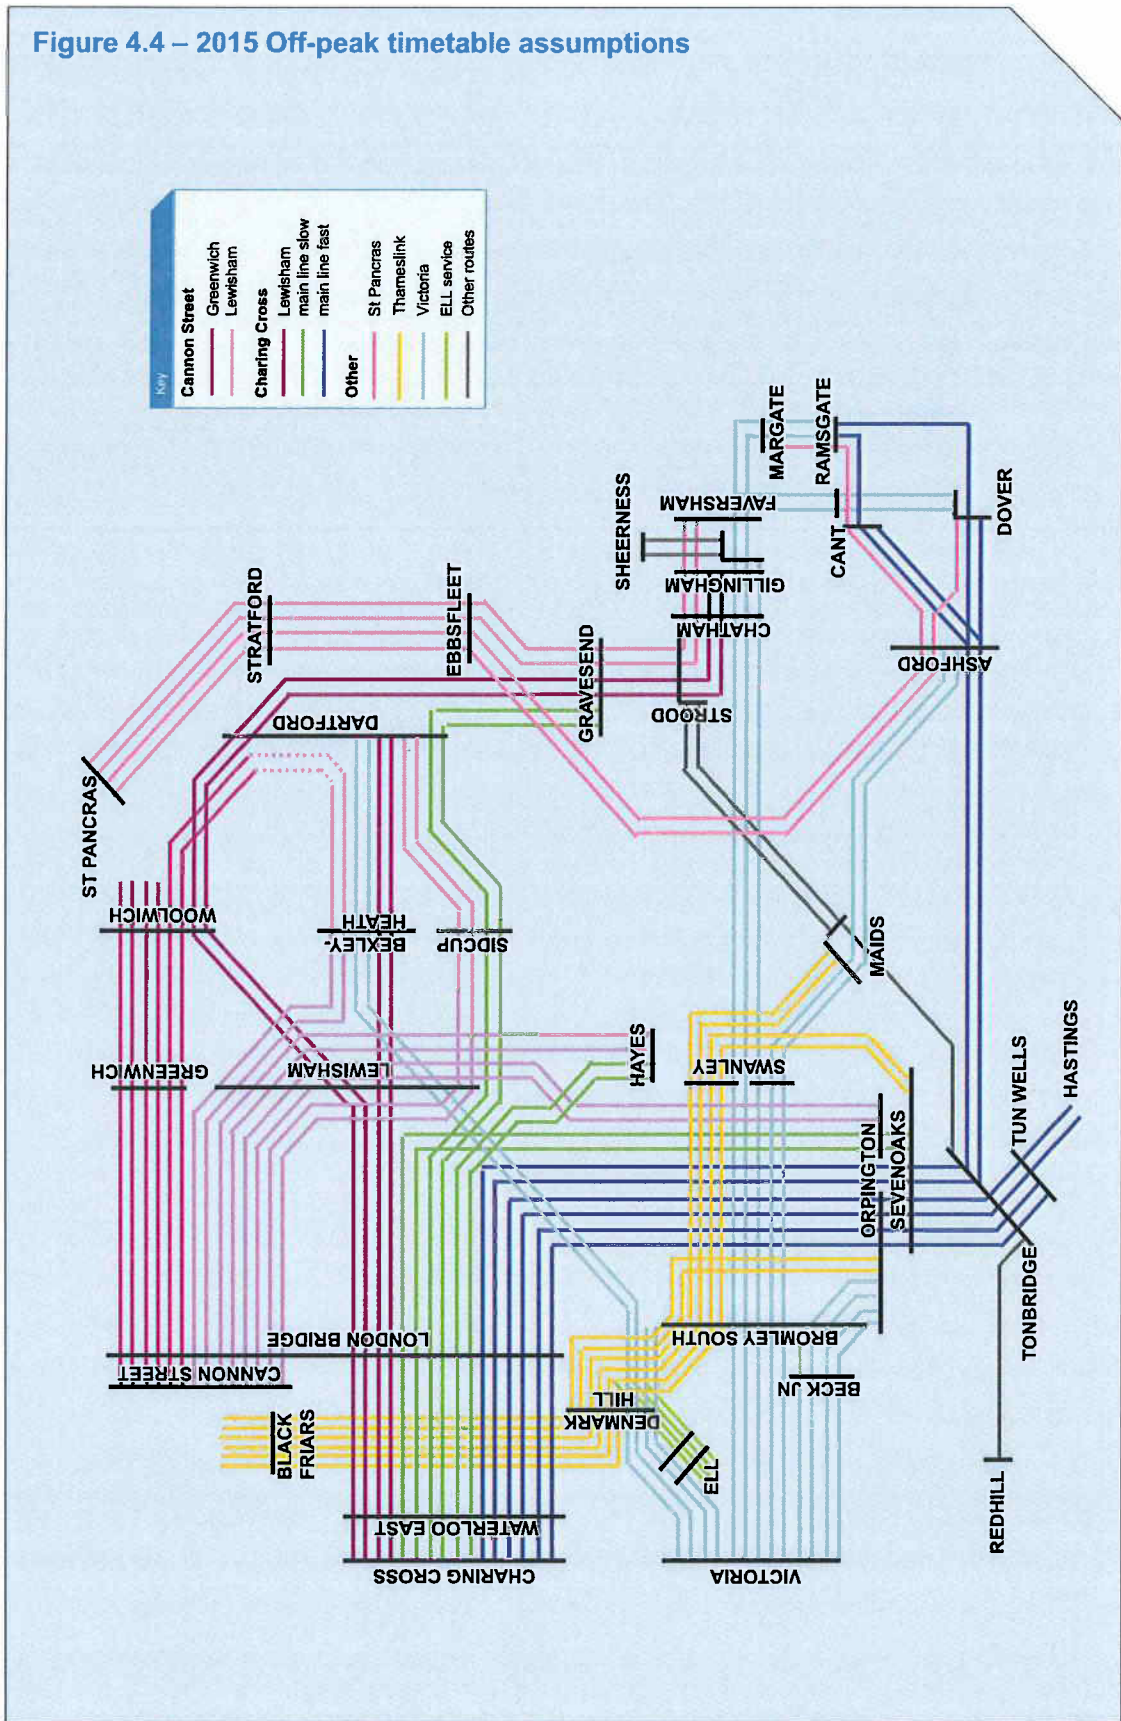 Figure 4.4 – 2015 Off-peak timetable assumptions
Key
Cannon Street
Greenwich
Lewisham
Charing Cross
Lewisham
main line slow
main line fast
Other
St Pancras
Thameslink
Victoria
ELL service
Other routes
ST PANCRAS
STRATFORD
EBBSFLEET
DARTFORD
GRAVESEND
WOOLWICH
BEXLEY-
HEATH
SIDCUP
GREENWICH
LEWISHAM
HAYES
STROOD
CHATHAM
GILLINGHAM
SHEERNESS
FAVERSHAM
MARGATE
RAMSGATE
CANT
DOVER
ASHFORD
MAIDS
SWANLEY
ORPINGTON
SEVENOAKS
TUN WELLS
HASTINGS
TONBRIDGE
REDHILL
LONDON BRIDGE
CANNON STREET
BLACK
FRIARS
DENMARK
HILL
BROMLEY SOUTH
BECK JN
ELL
WATERLOO EAST
CHARING CROSS
VICTORIA